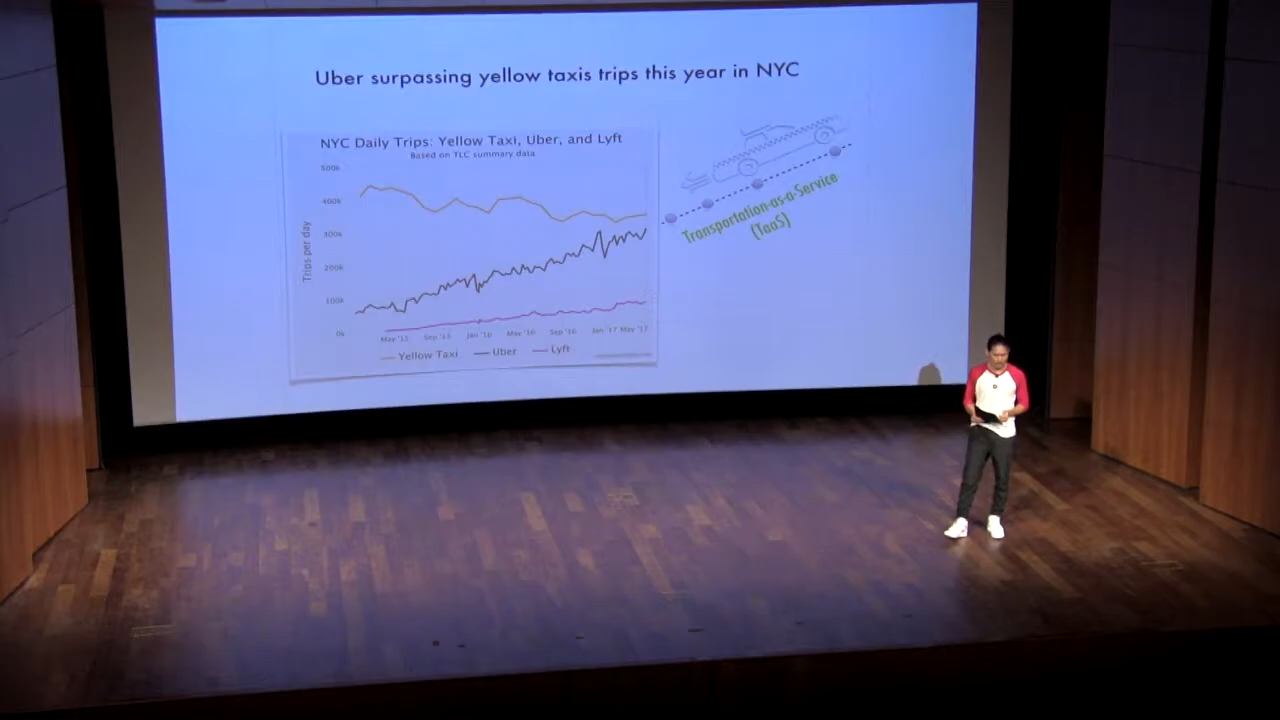 Uber surpassing yellow taxis trips this year in NYC
NYC Daily Trips: Yellow Taxi, Uber, and Lyft
Based on TLC summary data
500k
400k
300k
200k
100k
0k
Trips per day
May '15 Sep '15 Jan '16 May '16 Sep '16 Jan '17 May '17
Yellow Taxi Uber Lyft
Transportation-as-a-Service
(TaaS)